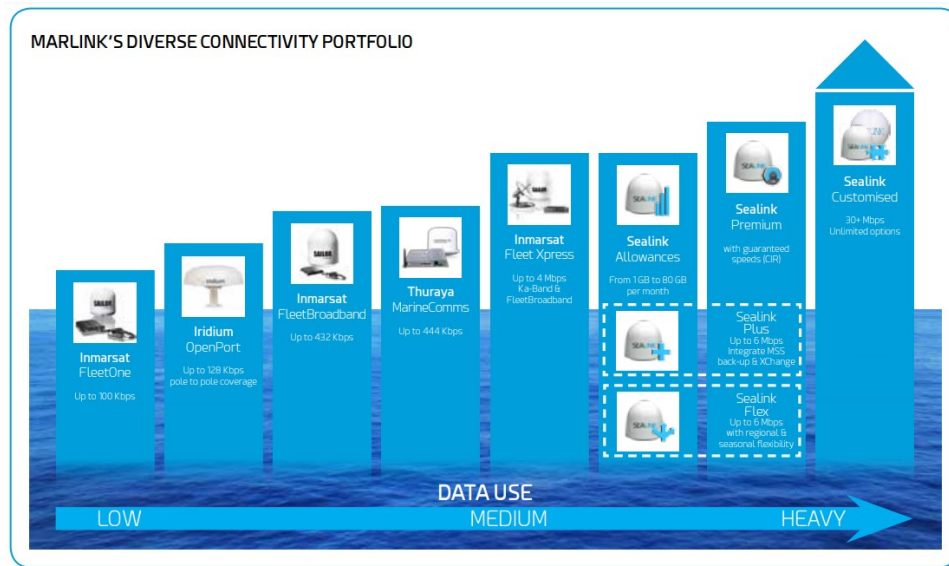 MARLINK'S DIVERSE CONNECTIVITY PORTFOLIO
Inmarsat
FleetOne
Up to 100 Kbps
Iridium
OpenPort
Up to 128 Kbps
pole to pole coverage
Inmarsat
FleetBroadband
Up to 432 Kbps
Thuraya
MarineComms
Up to 444 Kbps
Inmarsat
Fleet Xpress
Up to 4 Mbps
Ka-Band &
FleetBroadband
Sealink
Allowances
From 1 GB to 80 GB
per month
Sealink
Premium
with guaranteed
speeds (CIR)
Sealink
Plus
Up to 6 Mbps
Integrate MSS
back-up & XChange
Sealink
Flex
Up to 6 Mbps
with regional &
seasonal flexibility
Sealink
Customised
30+ Mbps
Unlimited options
DATA USE
LOW
MEDIUM
HEAVY